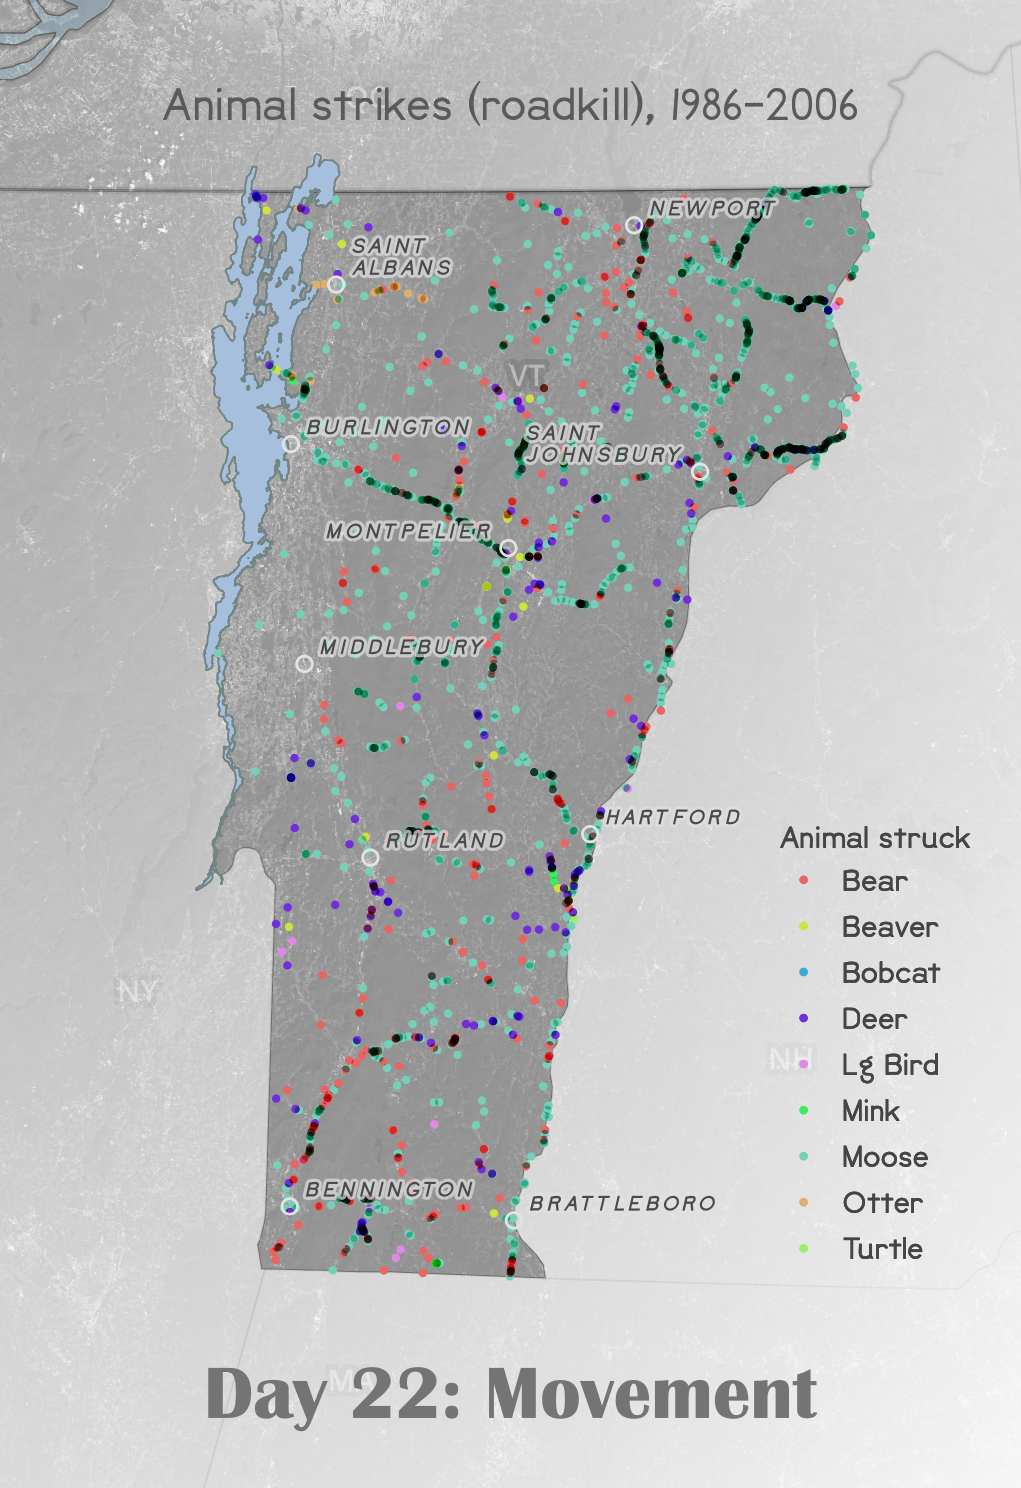 QC
Animal strikes (roadkill), 1986-2006
NEWPORT
SAINT
ALBANS
VT
BURLINGTON
SAINT
JOHNSBURY
MONTPELIER
MIDDLEBURY
HARTFORD
RUTLAND
NY
NH
BENNINGTON
BRATTLEBORO
Animal struck
Bear
Beaver
Bobcat
Deer
Lg Bird
Mink
Moose
Otter
Turtle
MA
Day 22: Movement